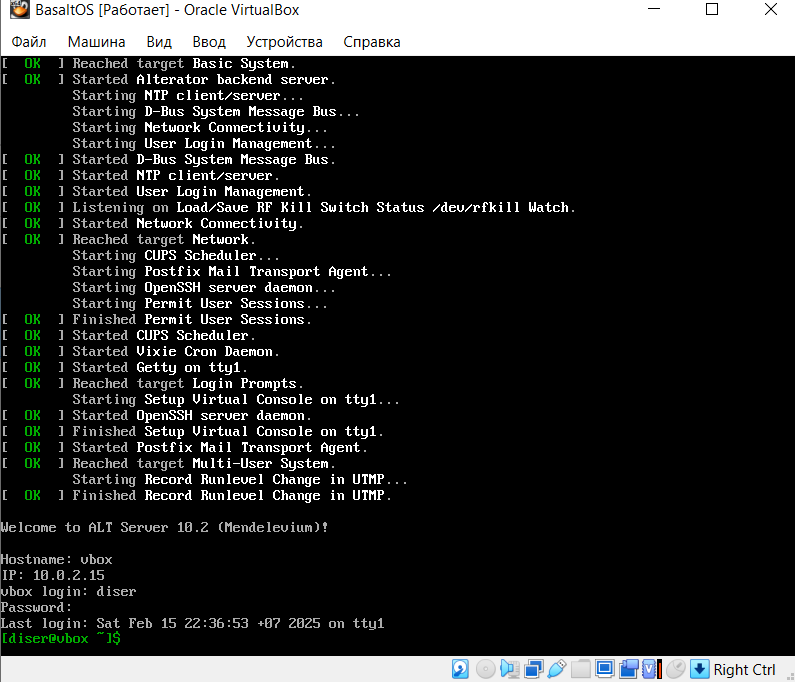 BasaltOS [Работает] - Oracle VirtualBox
Файл Машина Вид Ввод Устройства Справка
[ OK ] Reached target Basic System.
[ OK ] Started Alterator backend server.
Starting NTP client/server...
Starting D-Bus System Message Bus...
Starting Network Connectivity...
Starting User Login Management...
[ OK ] Started D-Bus System Message Bus.
[ OK ] Started NTP client/server.
[ OK ] Started User Login Management.
[ OK ] Listening on Load/Save RF Kill Switch Status /dev/rfkill Watch.
[ OK ] Started Network Connectivity.
[ OK ] Reached target Network.
Starting CUPS Scheduler...
Starting Postfix Mail Transport Agent...
Starting OpenSSH server daemon...
Starting Permit User Sessions...
[ OK ] Finished Permit User Sessions.
[ OK ] Started CUPS Scheduler.
[ OK ] Started Vixie Cron Daemon.
[ OK ] Started Getty on tty1.
[ OK ] Reached target Login Prompts.
Starting Setup Virtual Console on tty1...
[ OK ] Started OpenSSH server daemon.
[ OK ] Finished Setup Virtual Console on tty1.
[ OK ] Started Postfix Mail Transport Agent.
[ OK ] Reached target Multi-User System.
Starting Record Runlevel Change in UTMP...
[ OK ] Finished Record Runlevel Change in UTMP.
Welcome to ALT Server 10.2 (Mendelevium)!
Hostname: vbox
IP: 10.0.2.15
vbox login: diser
Password:
Last login: Sat Feb 15 22:36:53 +07 2025 on tty1
[diser@vbox ~]$
Right Ctrl